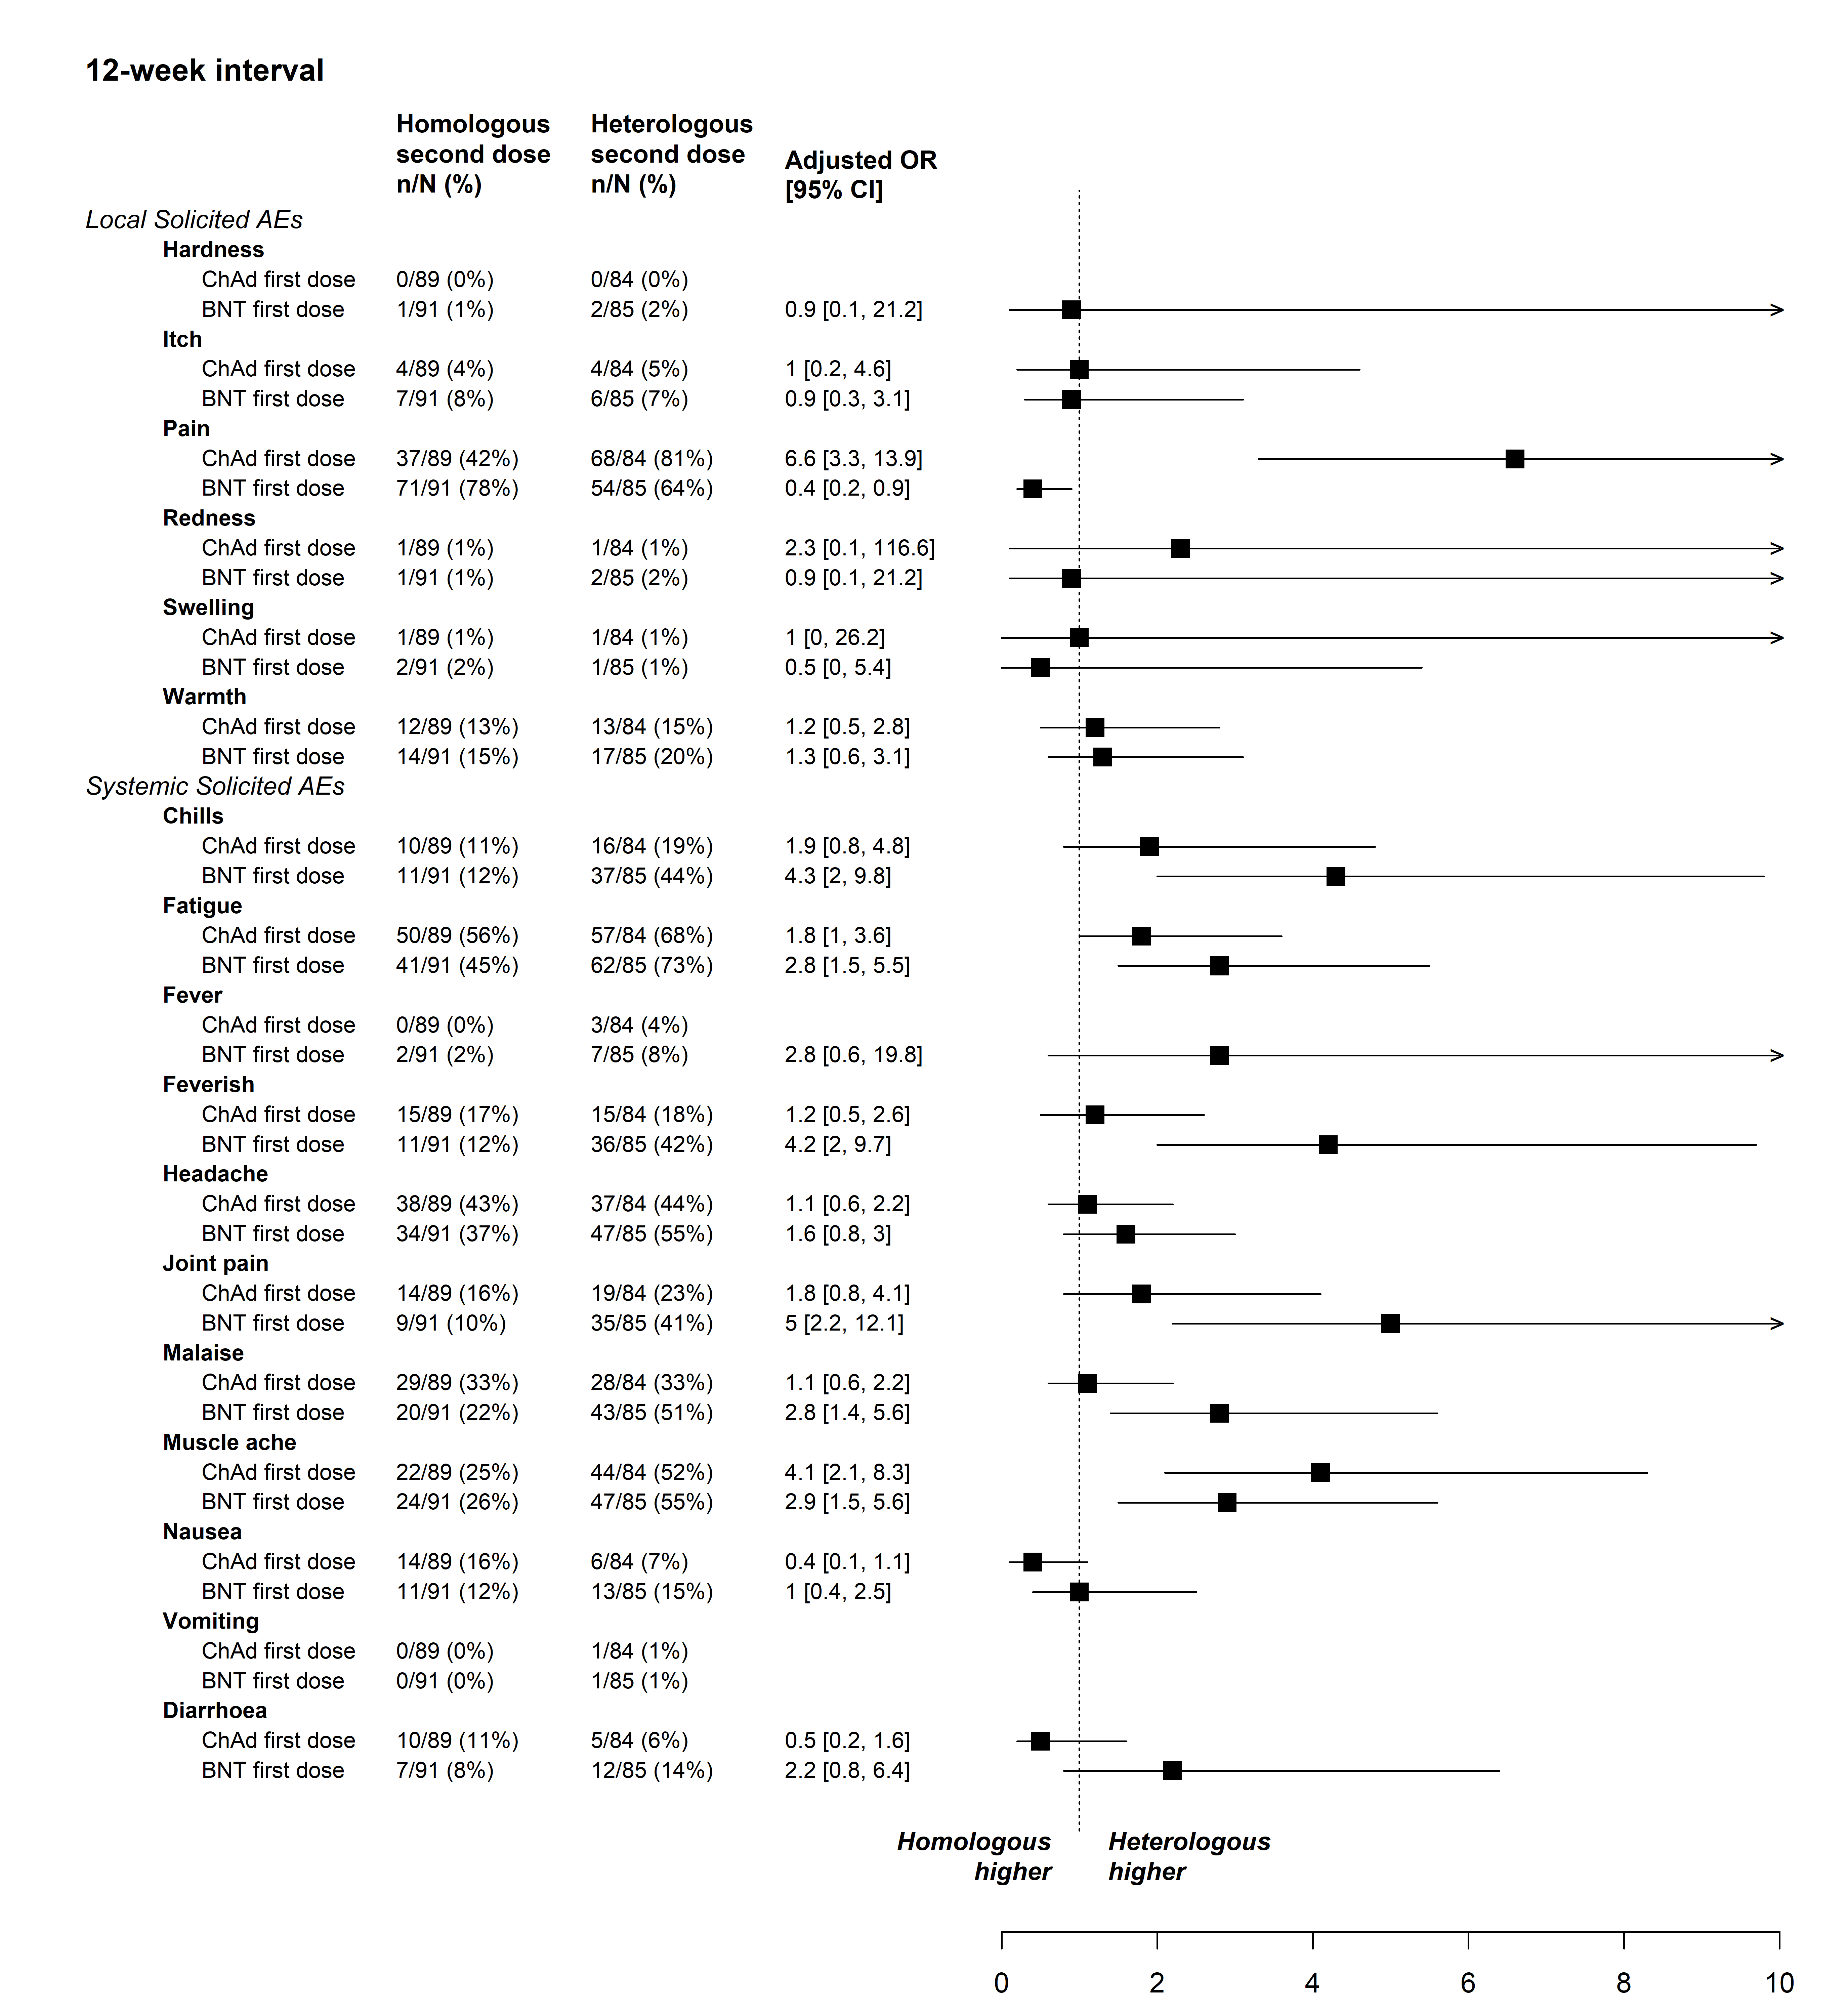 12-week interval
Homologous second dose n/N (%)
Heterologous second dose n/N (%)
Adjusted OR [95% CI]
Local Solicited AEs
Hardness
ChAd first dose 0/89 (0%) 0/84 (0%)
BNT first dose 1/91 (1%) 2/85 (2%) 0.9 [0.1, 21.2]
Itch
ChAd first dose 4/89 (4%) 4/84 (5%) 1 [0.2, 4.6]
BNT first dose 7/91 (8%) 6/85 (7%) 0.9 [0.3, 3.1]
Pain
ChAd first dose 37/89 (42%) 68/84 (81%) 6.6 [3.3, 13.9]
BNT first dose 71/91 (78%) 54/85 (64%) 0.4 [0.2, 0.9]
Redness
ChAd first dose 1/89 (1%) 1/84 (1%) 2.3 [0.1, 116.6]
BNT first dose 1/91 (1%) 2/85 (2%) 0.9 [0.1, 21.2]
Swelling
ChAd first dose 1/89 (1%) 1/84 (1%) 1 [0, 26.2]
BNT first dose 2/91 (2%) 1/85 (1%) 0.5 [0, 5.4]
Warmth
ChAd first dose 12/89 (13%) 13/84 (15%) 1.2 [0.5, 2.8]
BNT first dose 14/91 (15%) 17/85 (20%) 1.3 [0.6, 3.1]
Systemic Solicited AEs
Chills
ChAd first dose 10/89 (11%) 16/84 (19%) 1.9 [0.8, 4.8]
BNT first dose 11/91 (12%) 37/85 (44%) 4.3 [2, 9.8]
Fatigue
ChAd first dose 50/89 (56%) 57/84 (68%) 1.8 [1, 3.6]
BNT first dose 41/91 (45%) 62/85 (73%) 2.8 [1.5, 5.5]
Fever
ChAd first dose 0/89 (0%) 3/84 (4%)
BNT first dose 2/91 (2%) 7/85 (8%) 2.8 [0.6, 19.8]
Feverish
ChAd first dose 15/89 (17%) 15/84 (18%) 1.2 [0.5, 2.6]
BNT first dose 11/91 (12%) 36/85 (42%) 4.2 [2, 9.7]
Headache
ChAd first dose 38/89 (43%) 37/84 (44%) 1.1 [0.6, 2.2]
BNT first dose 34/91 (37%) 47/85 (55%) 1.6 [0.8, 3]
Joint pain
ChAd first dose 14/89 (16%) 19/84 (23%) 1.8 [0.8, 4.1]
BNT first dose 9/91 (10%) 35/85 (41%) 5 [2.2, 12.1]
Malaise
ChAd first dose 29/89 (33%) 28/84 (33%) 1.1 [0.6, 2.2]
BNT first dose 20/91 (22%) 43/85 (51%) 2.8 [1.4, 5.6]
Muscle ache
ChAd first dose 22/89 (25%) 44/84 (52%) 4.1 [2.1, 8.3]
BNT first dose 24/91 (26%) 47/85 (55%) 2.9 [1.5, 5.6]
Nausea
ChAd first dose 14/89 (16%) 6/84 (7%) 0.4 [0.1, 1.1]
BNT first dose 11/91 (12%) 13/85 (15%) 1 [0.4, 2.5]
Vomiting
ChAd first dose 0/89 (0%) 1/84 (1%)
BNT first dose 0/91 (0%) 1/85 (1%)
Diarrhoea
ChAd first dose 10/89 (11%) 5/84 (6%) 0.5 [0.2, 1.6]
BNT first dose 7/91 (8%) 12/85 (14%) 2.2 [0.8, 6.4]
Homologous higher
Heterologous higher
0 2 4 6 8 10